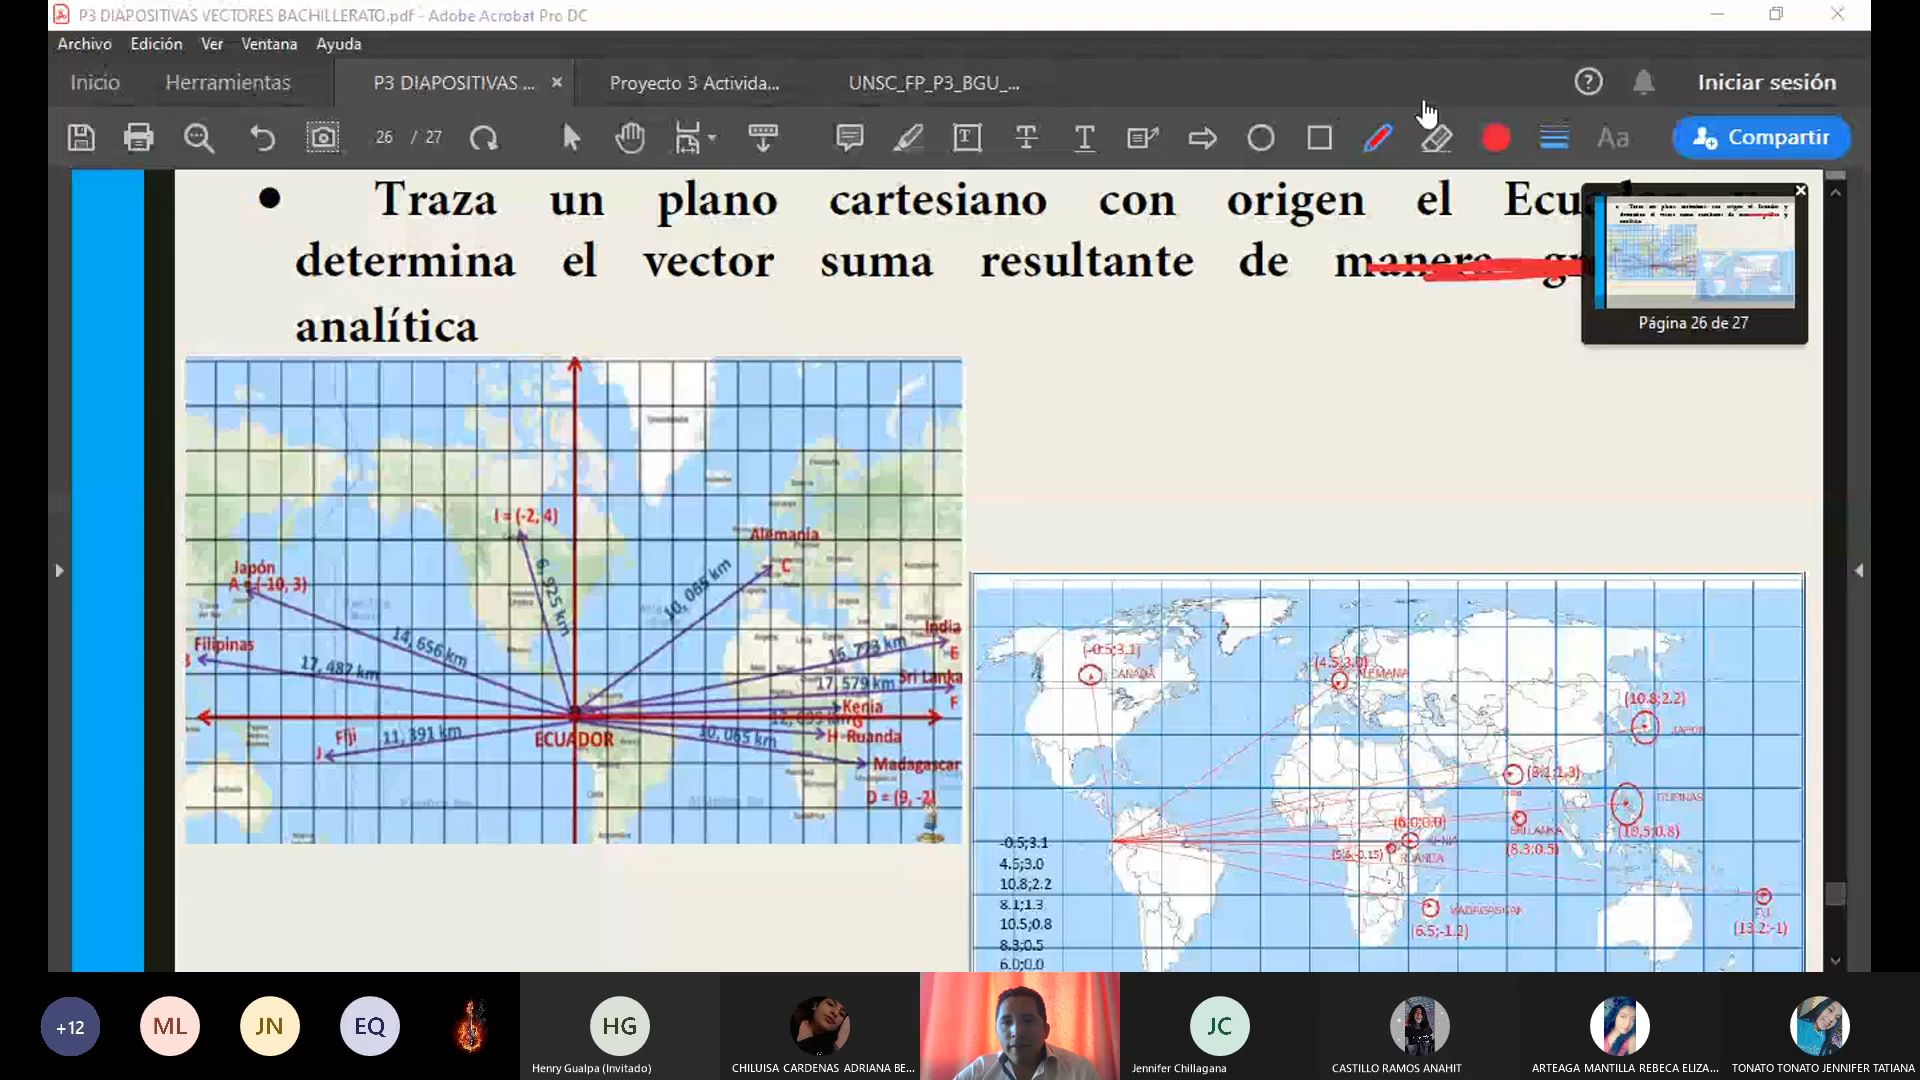 P3 DIAPOSITIVAS VECTORES BACHILLERATO.pdf - Adobe Acrobat Pro DC
Archivo Edición Ver Ventana Ayuda
Inicio Herramientas P3 DIAPOSITIVAS ... × Proyecto 3 Activida... UNSC_FP_P3_BGU_... Iniciar sesión
26 / 27 Aa Compartir
• Traza un plano cartesiano con origen el
determina el vector suma resultante de manera
analítica
Página 26 de 27
I = (-2, 4)
Alemania
C
Japón
A = (-10, 3)
6,925 km
10, 065 km
14, 656 km
India
E
Filipinas
16, 773 km
17, 487 km
17, 579 km
Sri Lanka
F
Kenia
G
Fiji
J
11, 391 km
ECUADOR
10, 065 km
H Ruanda
Madagascar
D = (9, -2)
(-0.5;3.1)
CANADÁ
(4.5;3.0)
ALEMANIA
(10.8;2.2)
JAPÓN
(8.1;1.3)
FILIPINAS
(10,5;0.8)
(6.0;0.0)
KENIA
SRI LANKA
(8.3;0.5)
RUANDA
MADAGASCAR
(6.5;-1.2)
(13.2;-1)
-0.5;3.1
4.5;3.0
10.8;2.2
8.1;1.3
10.5;0.8
8.3;0.5
6.0;0.0
+12 ML JN EQ HG JC
Henry Gualpa (Invitado) CHILUISA CARDENAS ADRIANA BE... Jennifer Chillagana CASTILLO RAMOS ANAHIT ARTEAGA MANTILLA REBECA ELIZA... TONATO TONATO JENNIFER TATIANA